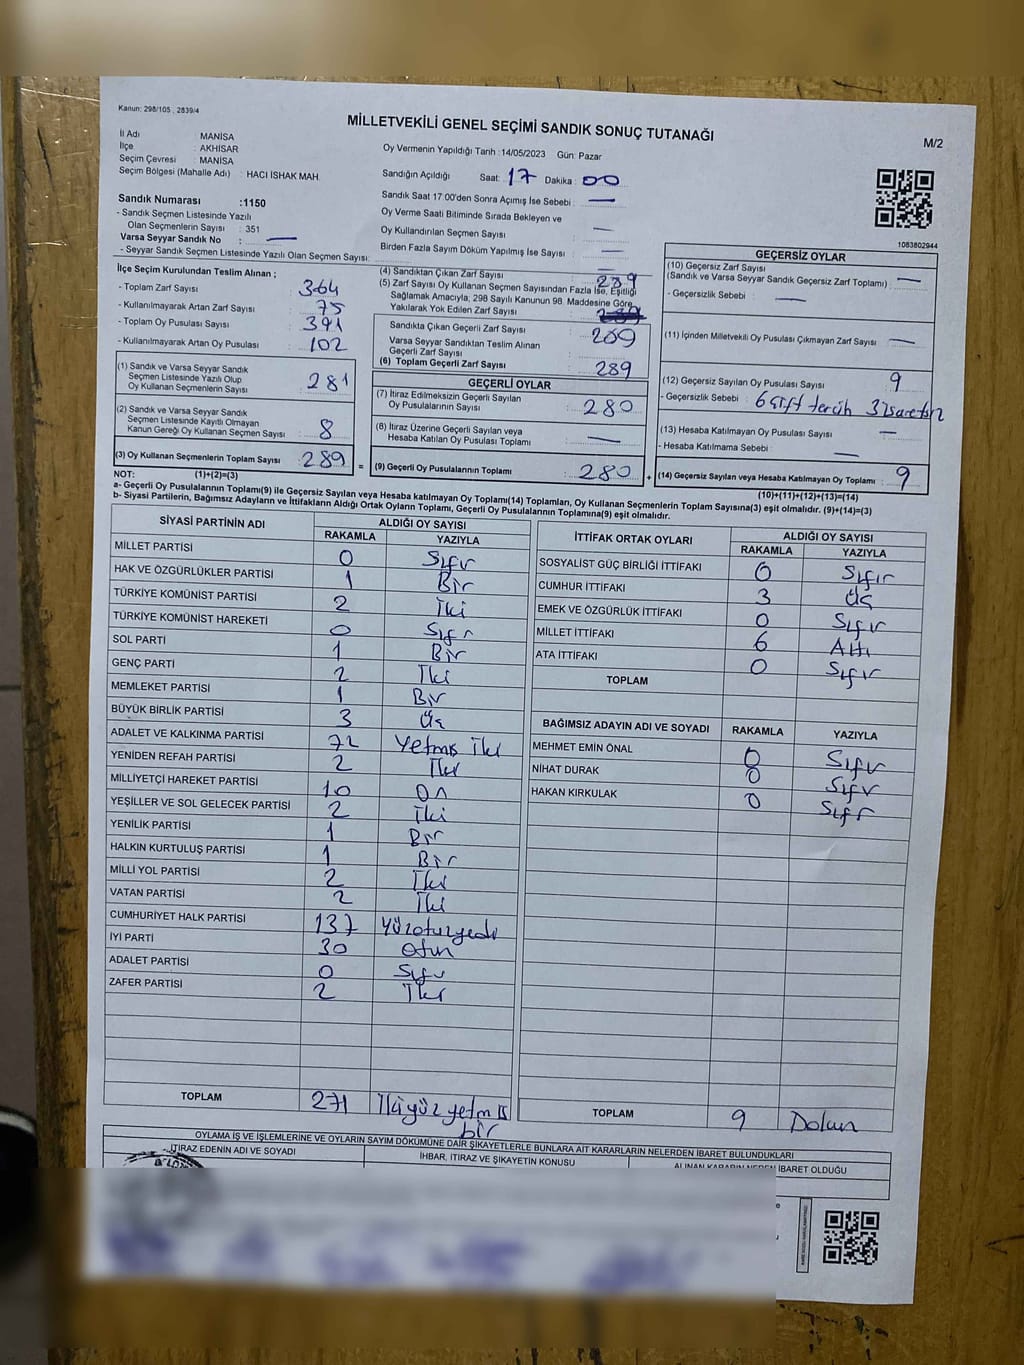 Kanun: 298/105 , 2839/4
MİLLETVEKİLİ GENEL SEÇİMİ SANDIK SONUÇ TUTANAĞI
M/2
İl Adı MANİSA
İlçe : AKHİSAR
Seçim Çevresi : MANİSA
Seçim Bölgesi (Mahalle Adı) : HACI İSHAK MAH.
Oy Vermenin Yapıldığı Tarih :14/05/2023 Gün: Pazar
Sandığın Açıldığı Saat: 17 Dakika : 00
Sandık Numarası :1150
- Sandık Seçmen Listesinde Yazılı
Olan Seçmenlerin Sayısı : 351
Varsa Seyyar Sandık No : —
- Seyyar Sandık Seçmen Listesinde Yazılı Olan Seçmen Sayısı:
Sandık Saat 17:00'den Sonra Açımış İse Sebebi : —
Oy Verme Saati Bitiminde Sırada Bekleyen ve
Oy Kullandırılan Seçmen Sayısı : —
Birden Fazla Sayım Döküm Yapılmış İse Sayısı : —
1083802944
İlçe Seçim Kurulundan Teslim Alınan ;
- Toplam Zarf Sayısı : 364
- Kullanılmayarak Artan Zarf Sayısı : 75
- Toplam Oy Pusulası Sayısı : 391
- Kullanılmayarak Artan Oy Pusulası : 102
(1) Sandık ve Varsa Seyyar Sandık
Seçmen Listesinde Yazılı Olup
Oy Kullanan Seçmenlerin Sayısı : 281
(2) Sandık ve Varsa Seyyar Sandık
Seçmen Listesinde Kayıtlı Olmayan
Kanun Gereği Oy Kullanan Seçmen Sayısı : 8
(3) Oy Kullanan Seçmenlerin Toplam Sayısı : 289
(4) Sandıktan Çıkan Zarf Sayısı : 289
(5) Zarf Sayısı Oy Kullanan Seçmen Sayısından Fazla İse, Eşitliği
Sağlamak Amacıyla, 298 Sayılı Kanunun 98. Maddesine Göre
Yakılarak Yok Edilen Zarf Sayısı :
Sandıkta Çıkan Geçerli Zarf Sayısı : 289
Varsa Seyyar Sandıktan Teslim Alınan
Geçerli Zarf Sayısı :
(6) Toplam Geçerli Zarf Sayısı : 289
GEÇERLİ OYLAR
(7) İtiraz Edilmeksizin Geçerli Sayılan
Oy Pusulalarının Sayısı : 280
(8) İtiraz Üzerine Geçerli Sayılan veya
Hesaba Katılan Oy Pusulası Toplamı : —
(9) Geçerli Oy Pusulalarının Toplamı : 280
GEÇERSİZ OYLAR
(10) Geçersiz Zarf Sayısı
(Sandık ve Varsa Seyyar Sandık Geçersiz Zarf Toplamı) : —
- Geçersizlik Sebebi : —
(11) İçinden Milletvekili Oy Pusulası Çıkmayan Zarf Sayısı : —
(12) Geçersiz Sayılan Oy Pusulası Sayısı : 9
- Geçersizlik Sebebi : 6 çift tercih 3 işaretsiz
(13) Hesaba Katılmayan Oy Pusulası Sayısı : —
- Hesaba Katılmama Sebebi : —
(14) Geçersiz Sayılan veya Hesaba Katılmayan Oy Toplamı : 9
NOT: (1)+(2)=(3)
(10)+(11)+(12)+(13)=(14)
a- Geçerli Oy Pusulalarının Toplamı(9) ile Geçersiz Sayılan veya Hesaba katılmayan Oy Toplamı(14) Toplamları, Oy Kullanan Seçmenlerin Toplam Sayısına(3) eşit olmalıdır. (9)+(14)=(3)
b- Siyasi Partilerin, Bağımsız Adayların ve İttifakların Aldığı Ortak Oyların Toplamı, Geçerli Oy Pusulalarının Toplamına(9) eşit olmalıdır.
SİYASİ PARTİNİN ADI ALDIĞI OY SAYISI
RAKAMLA YAZIYLA
MİLLET PARTİSİ 0 Sıfır
HAK VE ÖZGÜRLÜKLER PARTİSİ 1 Bir
TÜRKİYE KOMÜNİST PARTİSİ 2 İki
TÜRKİYE KOMÜNİST HAREKETİ 0 Sıfır
SOL PARTİ 1 Bir
GENÇ PARTİ 2 İki
MEMLEKET PARTİSİ 1 Bir
BÜYÜK BİRLİK PARTİSİ 3 Üç
ADALET VE KALKINMA PARTİSİ 72 Yetmiş İki
YENİDEN REFAH PARTİSİ 2 İki
MİLLİYETÇİ HAREKET PARTİSİ 10 On
YEŞİLLER VE SOL GELECEK PARTİSİ 2 İki
YENİLİK PARTİSİ 1 Bir
HALKIN KURTULUŞ PARTİSİ 1 Bir
MİLLİ YOL PARTİSİ 2 İki
VATAN PARTİSİ 2 İki
CUMHURİYET HALK PARTİSİ 137 Yüzotuzyedi
İYİ PARTİ 30 Otuz
ADALET PARTİSİ 0 Sıfır
ZAFER PARTİSİ 2 İki
TOPLAM 271 İkiyüz yetmiş
bir
İTTİFAK ORTAK OYLARI ALDIĞI OY SAYISI
RAKAMLA YAZIYLA
SOSYALİST GÜÇ BİRLİĞİ İTTİFAKI 0 Sıfır
CUMHUR İTTİFAKI 3 Üç
EMEK VE ÖZGÜRLÜK İTTİFAKI 0 Sıfır
MİLLET İTTİFAKI 6 Altı
ATA İTTİFAKI 0 Sıfır
TOPLAM
BAĞIMSIZ ADAYIN ADI VE SOYADI RAKAMLA YAZIYLA
MEHMET EMİN ÖNAL 0 Sıfır
NİHAT DURAK 0 Sıfır
HAKAN KIRKULAK 0 Sıfır
TOPLAM 9 Dokuz
OYLAMA İŞ VE İŞLEMLERİNE VE OYLARIN SAYIM DÖKÜMÜNE DAİR ŞİKAYETLERLE BUNLARA AİT KARARLARIN NELERDEN İBARET BULUNDUKLARI
İTİRAZ EDENİN ADI VE SOYADI
İHBAR, İTİRAZ VE ŞİKAYETİN KONUSU
ALINAN KARARIN NEDEN İBARET OLDUĞU